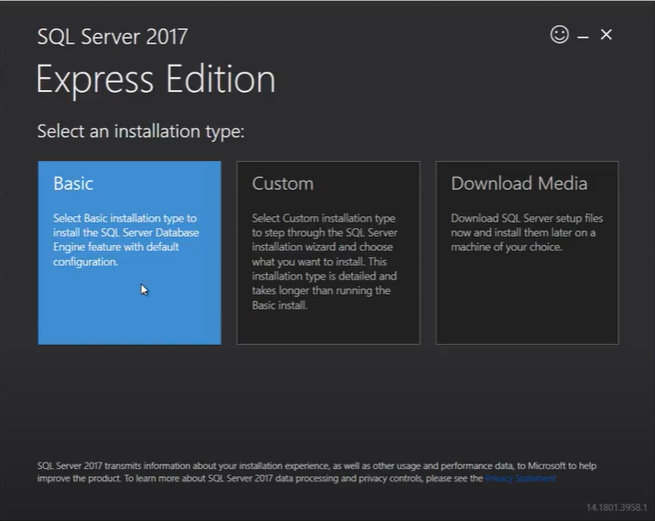 SQL Server 2017
Express Edition
Select an installation type:
Basic
Select Basic installation type to
install the SQL Server Database
Engine feature with default
configuration.
Custom
Select Custom installation type
to step through the SQL Server
installation wizard and choose
what you want to install. This
installation type is detailed and
takes longer than running the
Basic install.
Download Media
Download SQL Server setup files
now and install them later on a
machine of your choice.
SQL Server 2017 transmits information about your installation experience, as well as other usage and performance data, to Microsoft to help
improve the product. To learn more about SQL Server 2017 data processing and privacy controls, please see the Privacy Statement
14.1801.3958.1